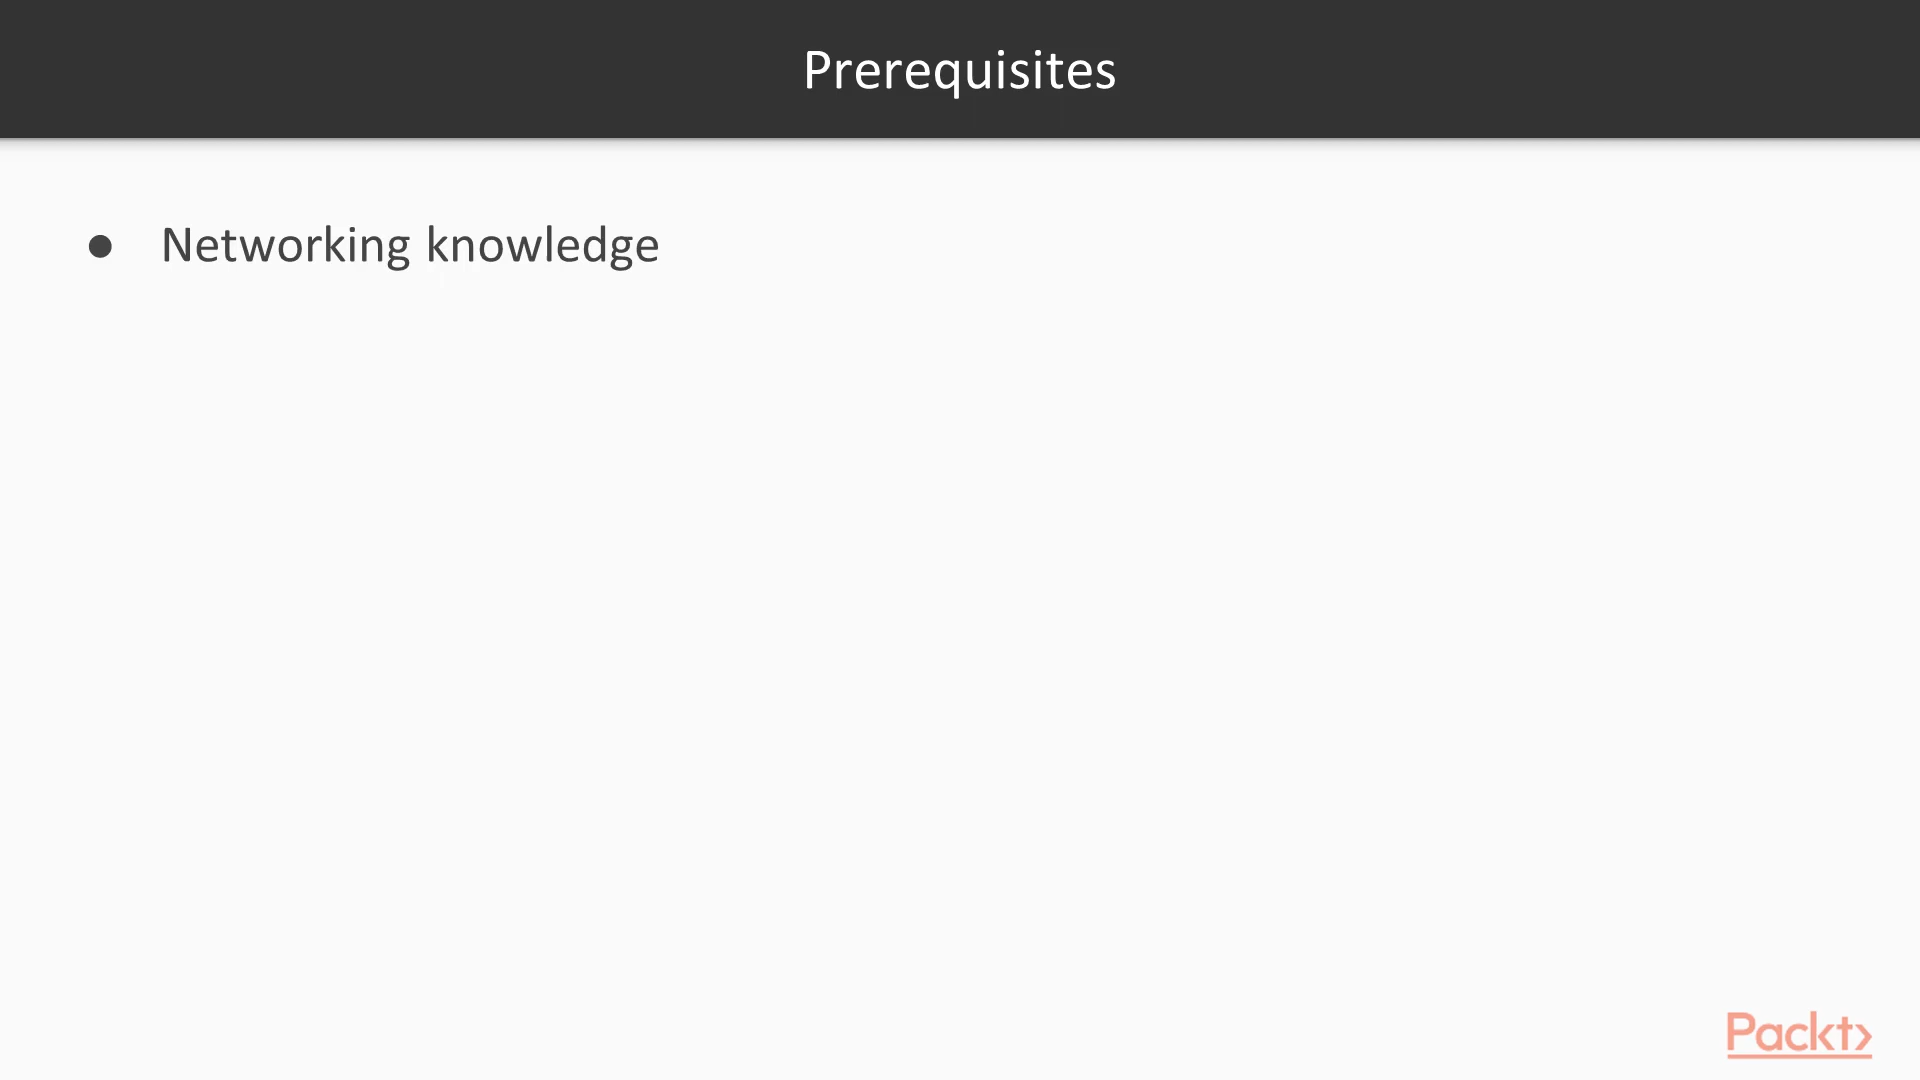 Prerequisites
● Networking knowledge
Packt>